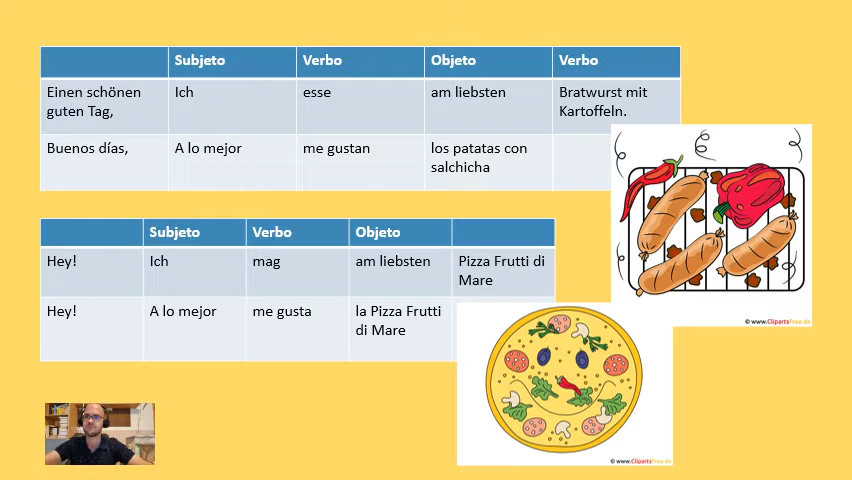 Subjeto Verbo Objeto Verbo
Einen schönen guten Tag, Ich esse am liebsten Bratwurst mit Kartoffeln.
Buenos días, A lo mejor me gustan los patatas con salchicha
Subjeto Verbo Objeto
Hey! Ich mag am liebsten Pizza Frutti di Mare
Hey! A lo mejor me gusta la Pizza Frutti di Mare
© www.ClipartsFree.de
© www.ClipartsFree.de